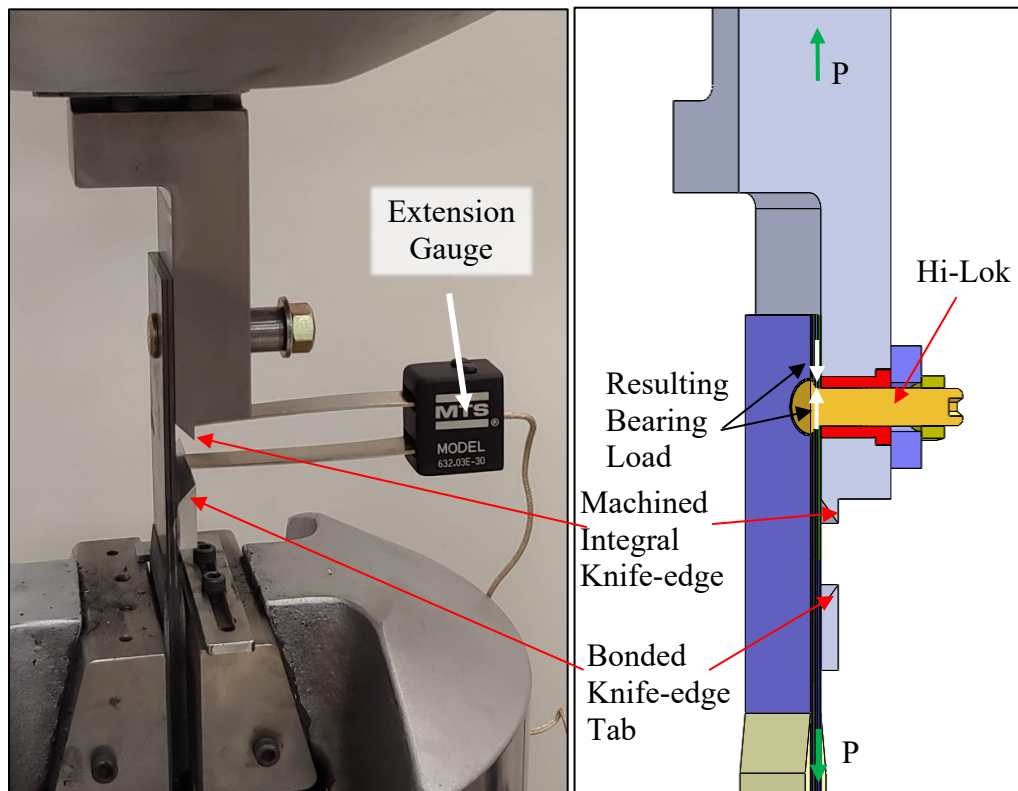 Extension
Gauge
MTS
®
MODEL
632.03E-30
P
Hi-Lok
Resulting
Bearing
Load
Machined
Integral
Knife-edge
Bonded
Knife-edge
Tab
P